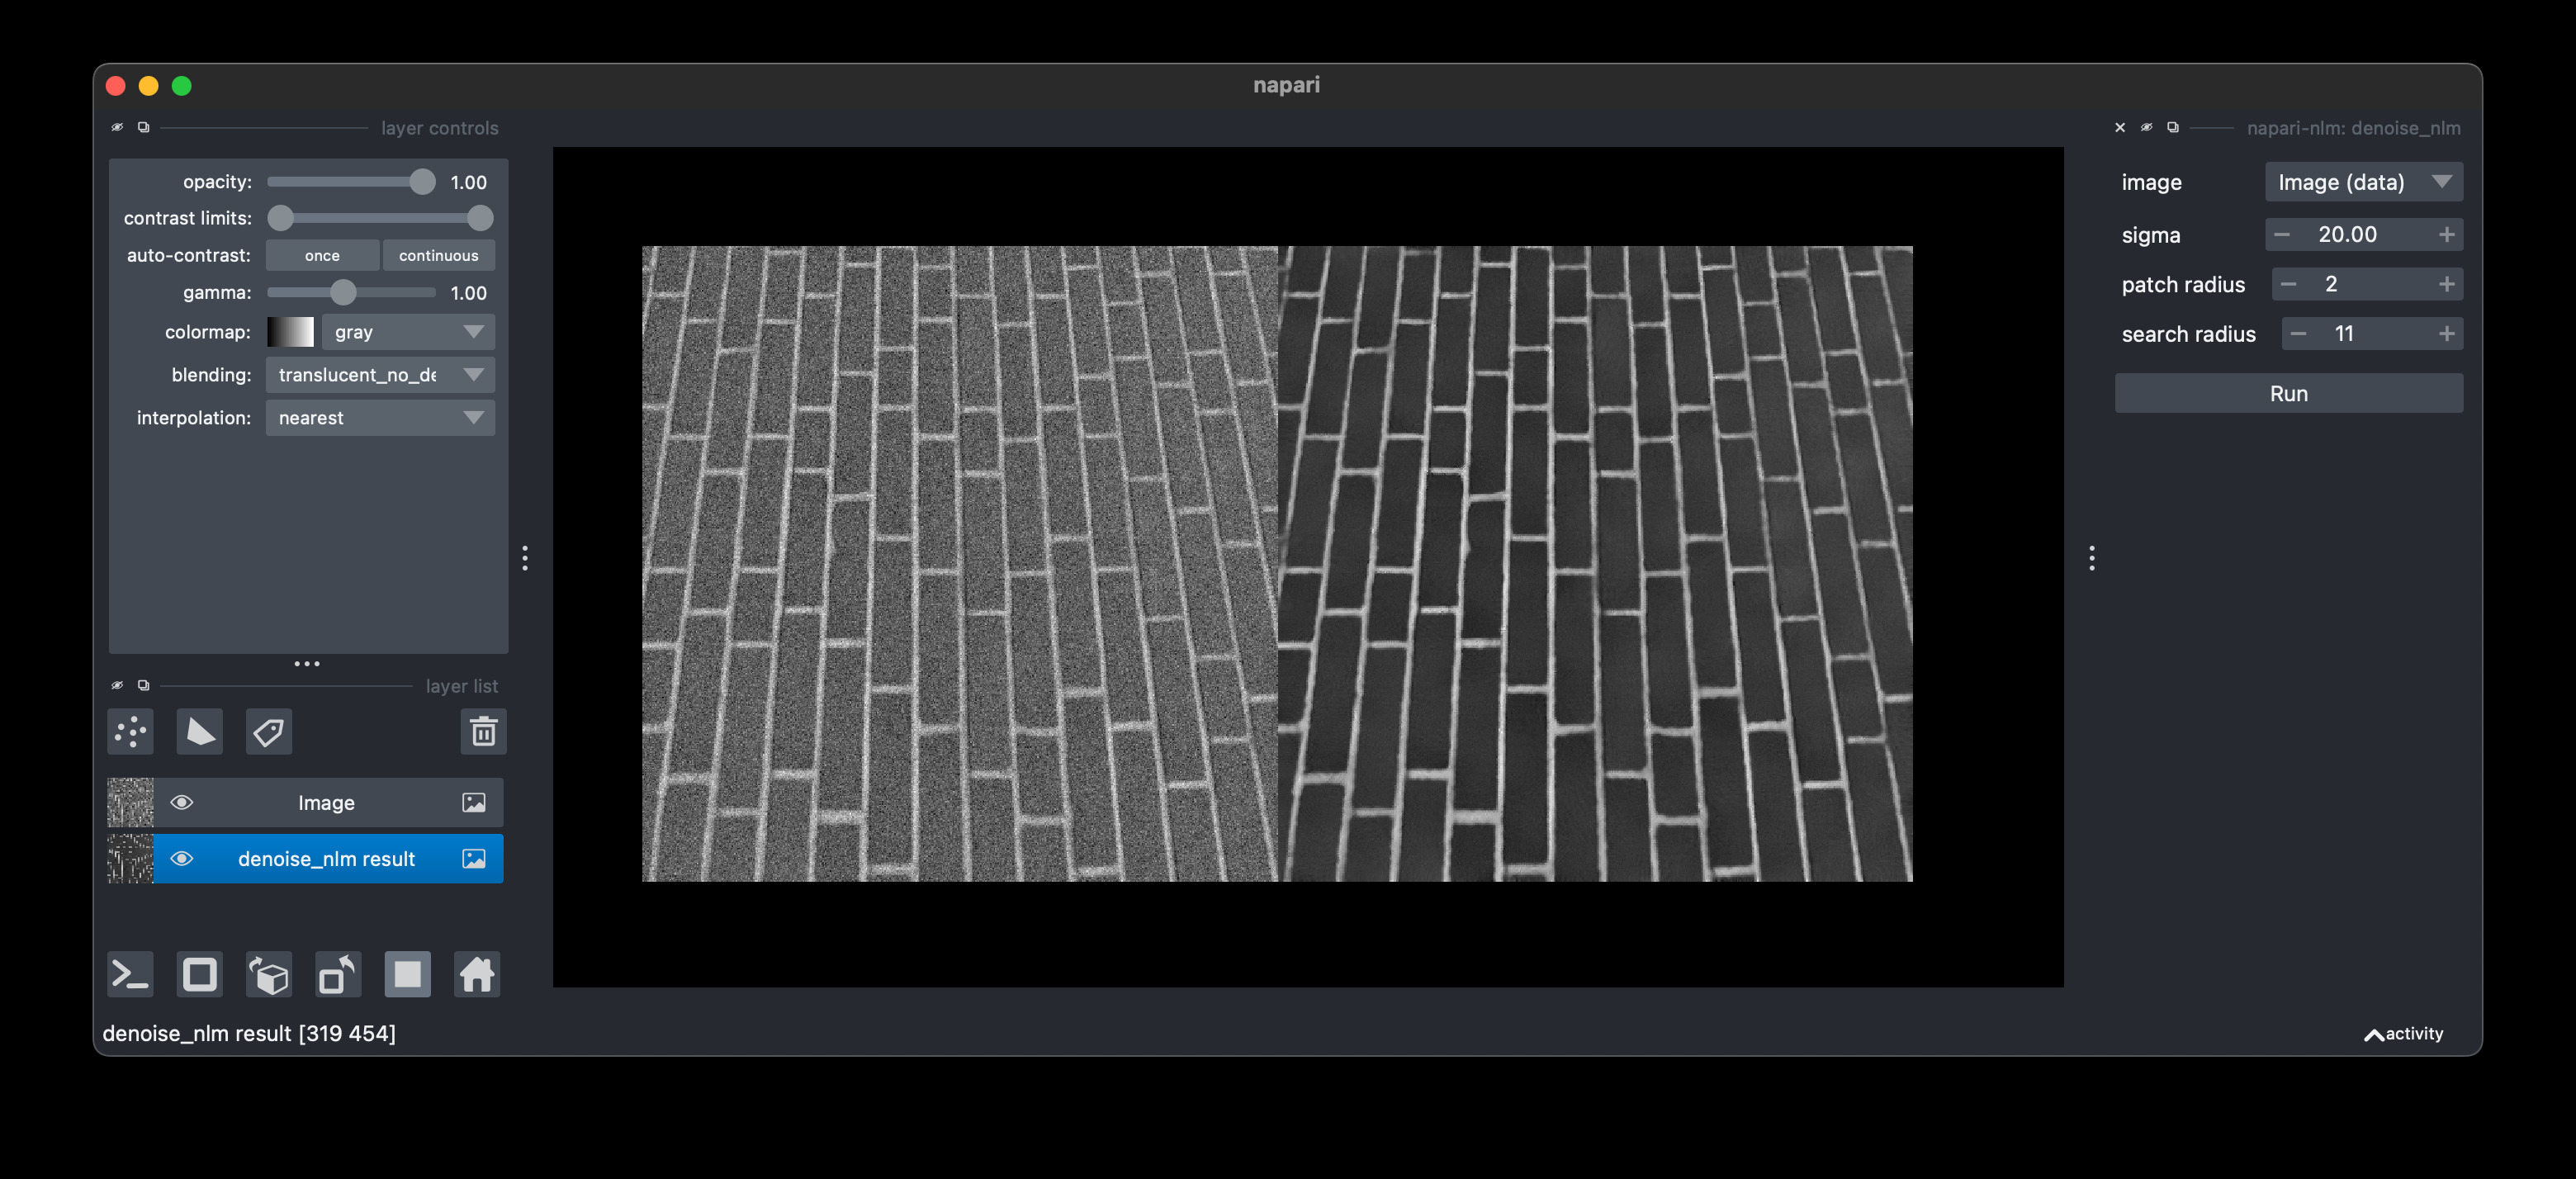 napari
layer controls
napari-nlm: denoise_nlm
opacity: 1.00
contrast limits:
auto-contrast: once continuous
gamma: 1.00
colormap: gray
blending: translucent_no_de
interpolation: nearest
image Image (data)
sigma 20.00
patch radius 2
search radius 11
Run
layer list
Image
denoise_nlm result
denoise_nlm result [319 454]
activity